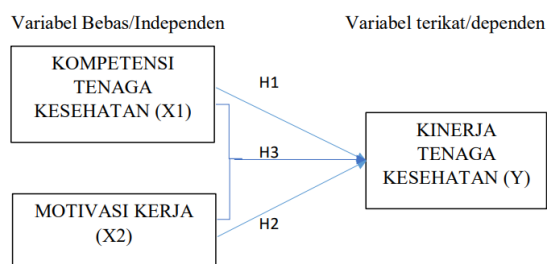 Variabel Bebas/Independen
Variabel terikat/dependen
KOMPETENSI
TENAGA
KESEHATAN (X1)
H1
H3
KINERJA
TENAGA
KESEHATAN (Y)
MOTIVASI KERJA
(X2)
H2